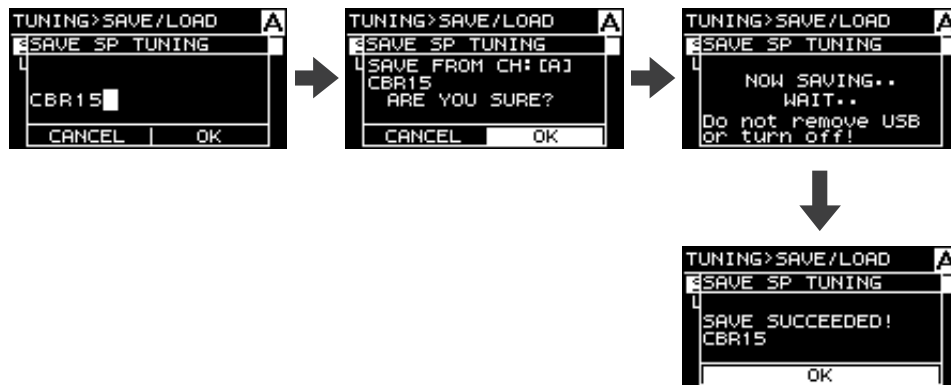 TUNING>SAVE/LOAD A
SAVE SP TUNING
CBR15
CANCEL OK
TUNING>SAVE/LOAD A
SAVE SP TUNING
SAVE FROM CH:[A]
CBR15
ARE YOU SURE?
CANCEL OK
TUNING>SAVE/LOAD A
SAVE SP TUNING
NOW SAVING..
WAIT..
Do not remove USB
or turn off!
TUNING>SAVE/LOAD A
SAVE SP TUNING
SAVE SUCCEEDED!
CBR15
OK